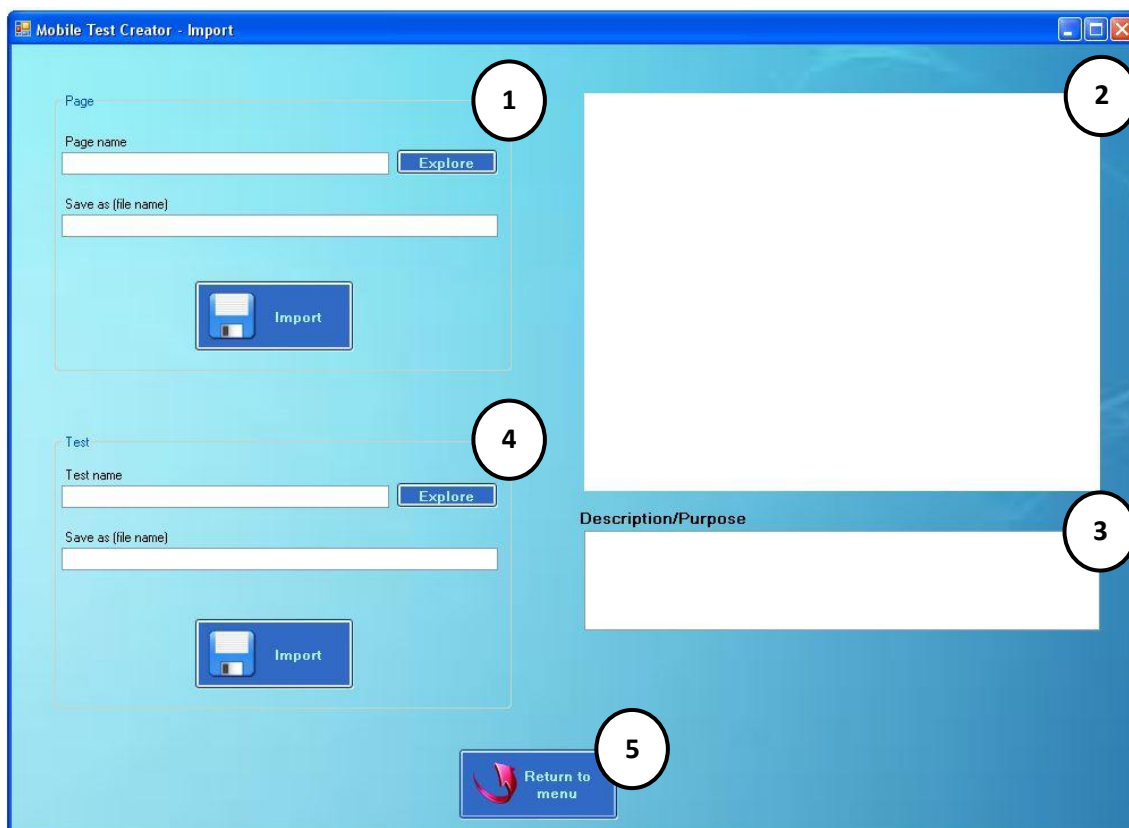 Mobile Test Creator - Import
1
2
Page
Page name
Explore
Save as (file name)
Import
4
Test
Test name
Explore
Save as (file name)
Import
Description/Purpose
3
5
Return to
menu